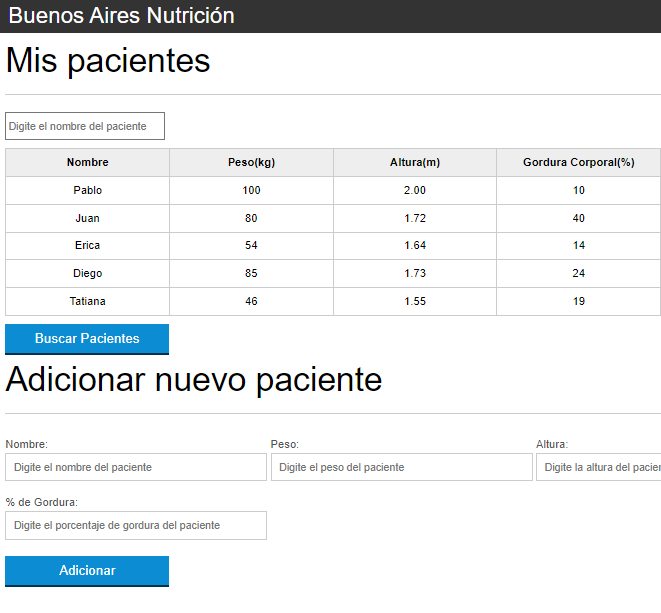 Buenos Aires Nutrición
Mis pacientes
Digite el nombre del paciente
Nombre Peso(kg) Altura(m) Gordura Corporal(%)
Pablo 100 2.00 10
Juan 80 1.72 40
Erica 54 1.64 14
Diego 85 1.73 24
Tatiana 46 1.55 19
Buscar Pacientes
Adicionar nuevo paciente
Nombre: Peso: Altura:
Digite el nombre del paciente Digite el peso del paciente Digite la altura del pacien
% de Gordura:
Digite el porcentaje de gordura del paciente
Adicionar